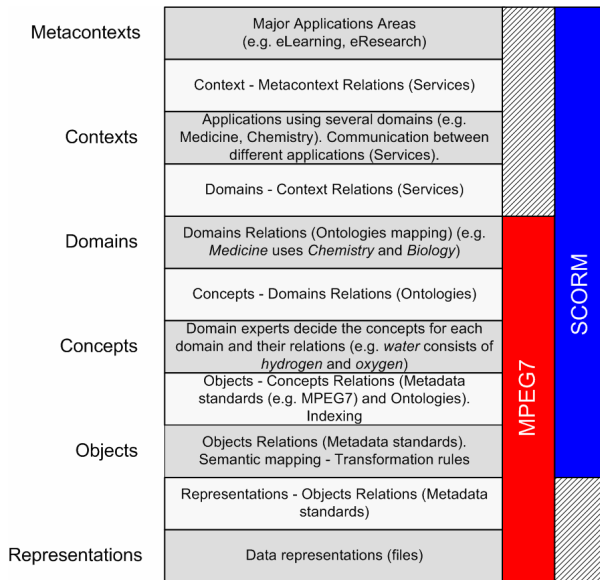 Metacontexts
Major Applications Areas
(e.g. eLearning, eResearch)
Context - Metacontext Relations (Services)
Contexts
Applications using several domains (e.g.
Medicine, Chemistry). Communication between
different applications (Services).
Domains - Context Relations (Services)
Domains
Domains Relations (Ontologies mapping) (e.g.
Medicine uses Chemistry and Biology)
Concepts - Domains Relations (Ontologies)
Concepts
Domain experts decide the concepts for each
domain and their relations (e.g. water consists of
hydrogen and oxygen)
Objects - Concepts Relations (Metadata
standards (e.g. MPEG7) and Ontologies).
Indexing
Objects
Objects Relations (Metadata standards).
Semantic mapping - Transformation rules
Representations - Objects Relations (Metadata
standards)
Representations
Data representations (files)
MPEG7
SCORM